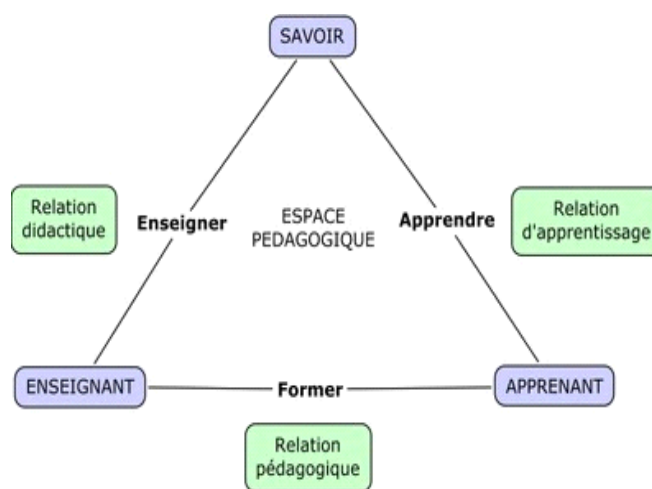 SAVOIR
Relation
didactique
Enseigner
ESPACE
PEDAGOGIQUE
Apprendre
Relation
d'apprentissage
ENSEIGNANT
Former
APPRENANT
Relation
pédagogique